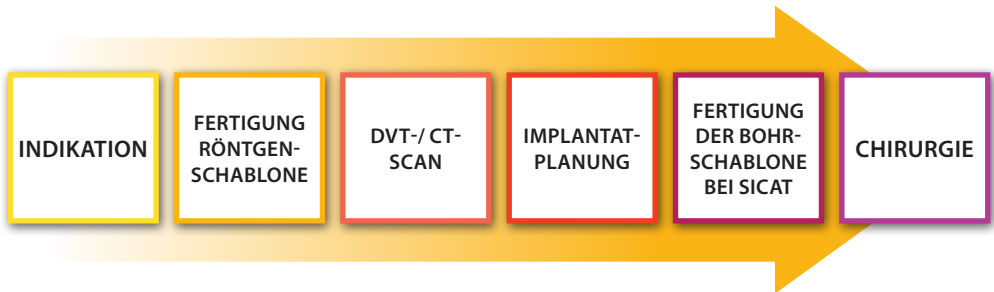 INDIKATION
FERTIGUNG
RÖNTGEN-
SCHABLONE
DVT-/ CT-
SCAN
IMPLANTAT-
PLANUNG
FERTIGUNG
DER BOHR-
SCHABLONE
BEI SICAT
CHIRURGIE